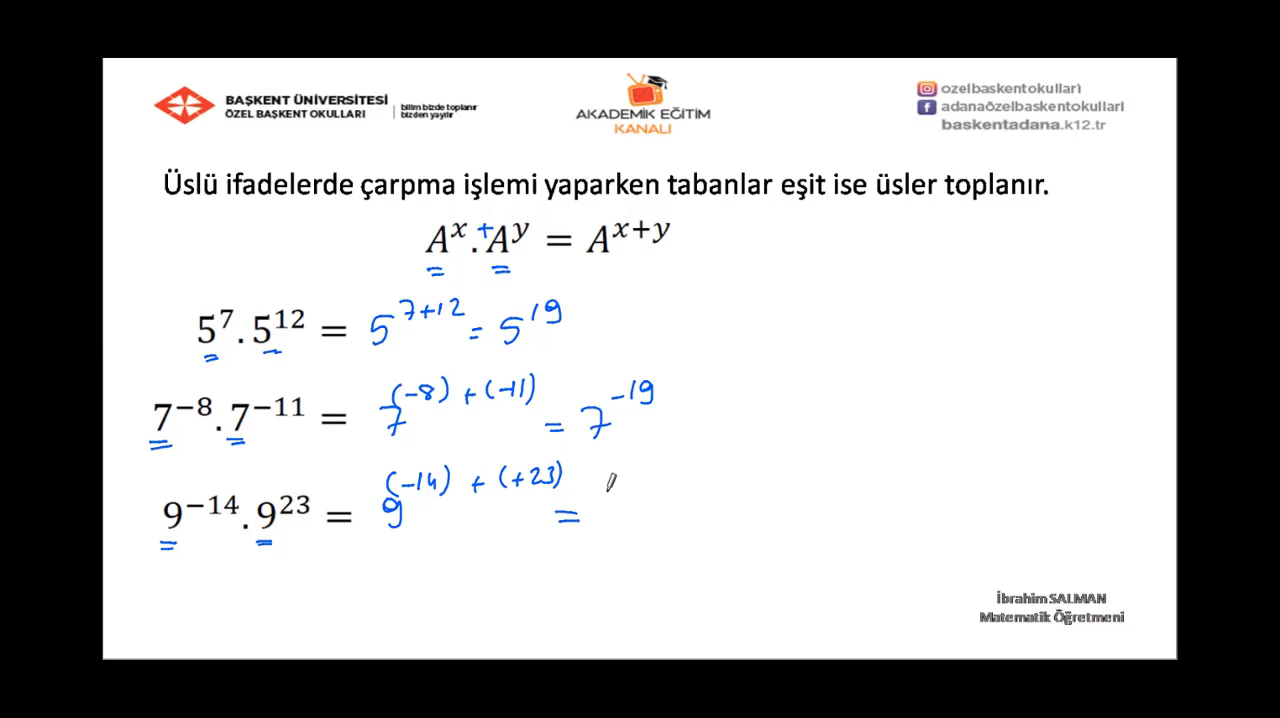 BAŞKENT ÜNİVERSİTESİ
ÖZEL BAŞKENT OKULLARI
bilim bizde toplanır
bizden yayılır
AKADEMİK EĞİTİM
KANALI
ozelbaskentokullari
adanaözelbaskentokullari
baskentadana.k12.tr
Üslü ifadelerde çarpma işlemi yaparken tabanlar eşit ise üsler toplanır.
A^x . + A^y = A^{x+y}
5^7 . 5^{12} = 5^{7+12} = 5^{19}
7^{-8} . 7^{-11} = 7^{(-8)+(-11)} = 7^{-19}
9^{-14} . 9^{23} = 9^{(-14)+(+23)} =
İbrahim SALMAN
Matematik Öğretmeni